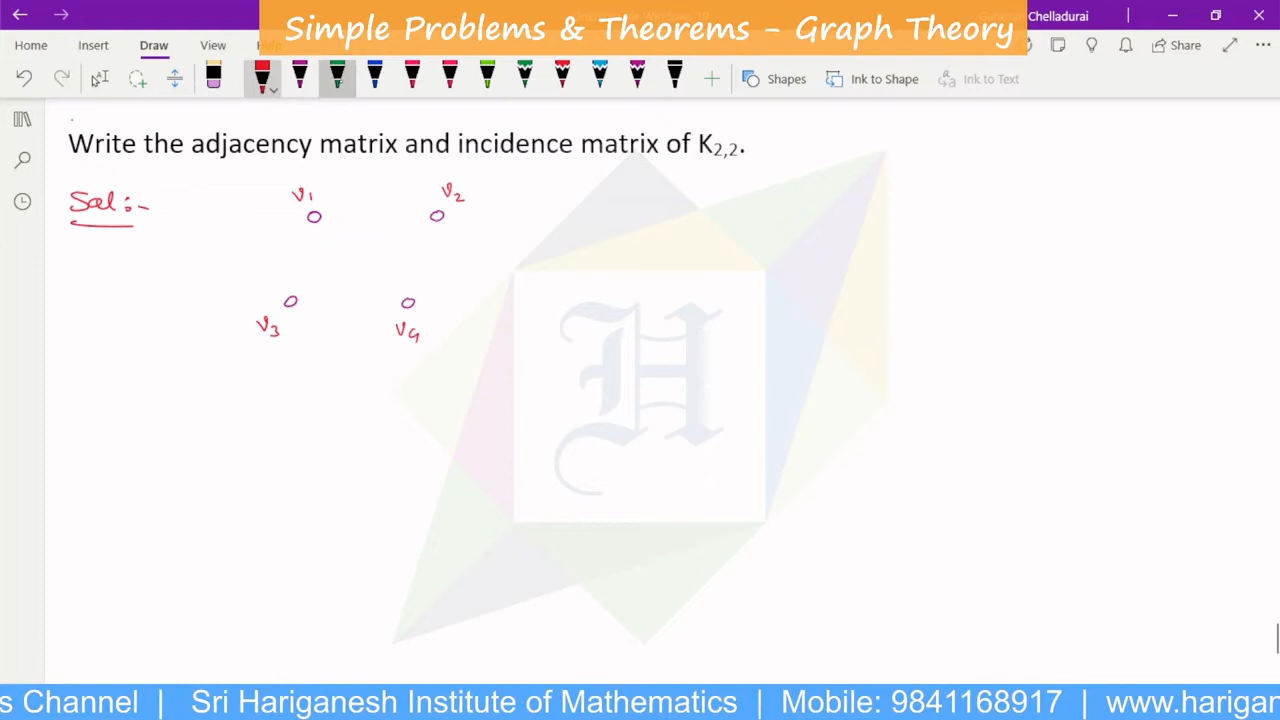 Simple Problems & Theorems - Graph Theory
Chelladurai
Home Insert Draw View
Share
Shapes Ink to Shape Ink to Text
Write the adjacency matrix and incidence matrix of K2,2.
Sol:-
v1 v2
v3 v4
H
s Channel | Sri Hariganesh Institute of Mathematics | Mobile: 9841168917 | www.harigan